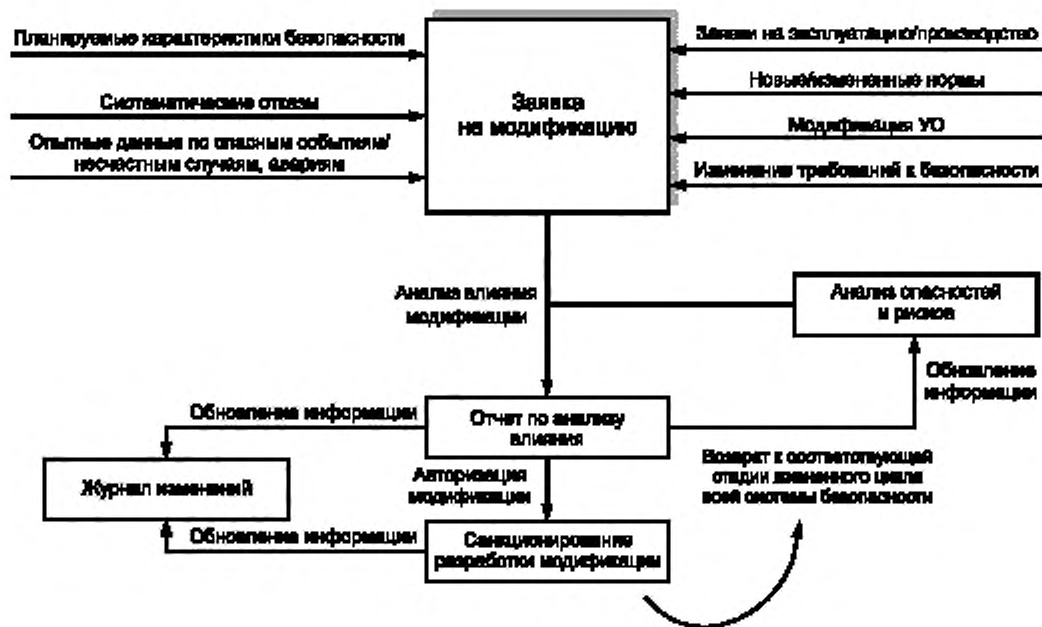 Планируемые характеристики безопасности
Систематические отказы
Опытные данные по опасным событиям/
несчастным случаям, авариям
Заявка
на модификацию
Заявки на эксплуатацию/производство
Новые/измененные нормы
Модификация УО
Изменение требований к безопасности
Анализ влияния
модификации
Анализ опасностей
и рисков
Обновление
информации
Обновление информации
Отчет по анализу
влияния
Журнал изменений
Авторизация
модификации
Возврат к соответствующей
стадии жизненного цикла
всей системы безопасности
Обновление информации
Санкционирование
разработки модификации